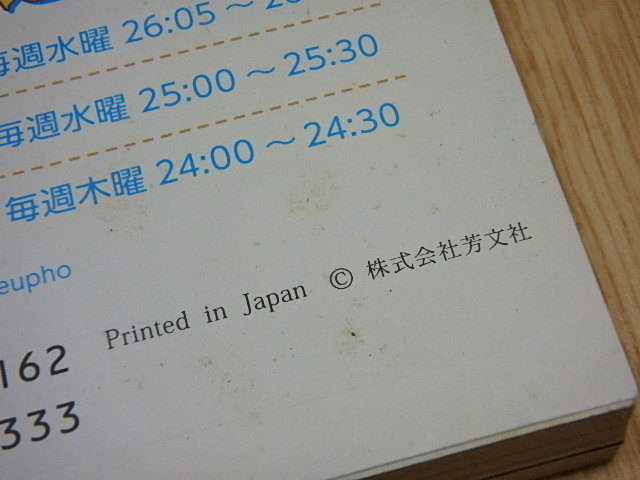 毎週水曜 26:05〜
毎週水曜 25:00〜25:30
毎週木曜 24:00〜24:30
eupho
Printed in Japan © 株式会社芳文社
162
333